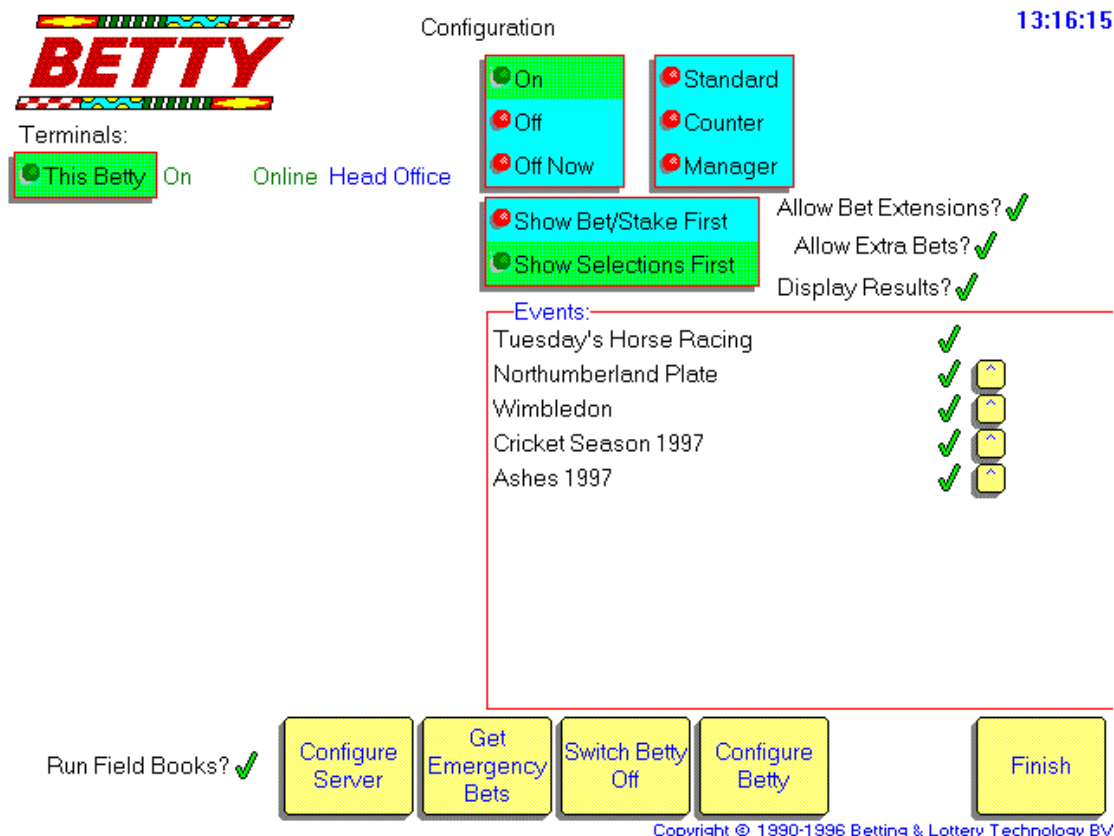 BETTY
Configuration
13:16:15
On
Off
Off Now
Standard
Counter
Manager
Terminals:
This Betty On Online Head Office
Show Bet/Stake First
Show Selections First
Allow Bet Extensions?
Allow Extra Bets?
Display Results?
Events:
Tuesday's Horse Racing
Northumberland Plate
Wimbledon
Cricket Season 1997
Ashes 1997
Run Field Books?
Configure
Server
Get
Emergency
Bets
Switch Betty
Off
Configure
Betty
Finish
Copyright © 1990-1996 Betting & Lottery Technology BV